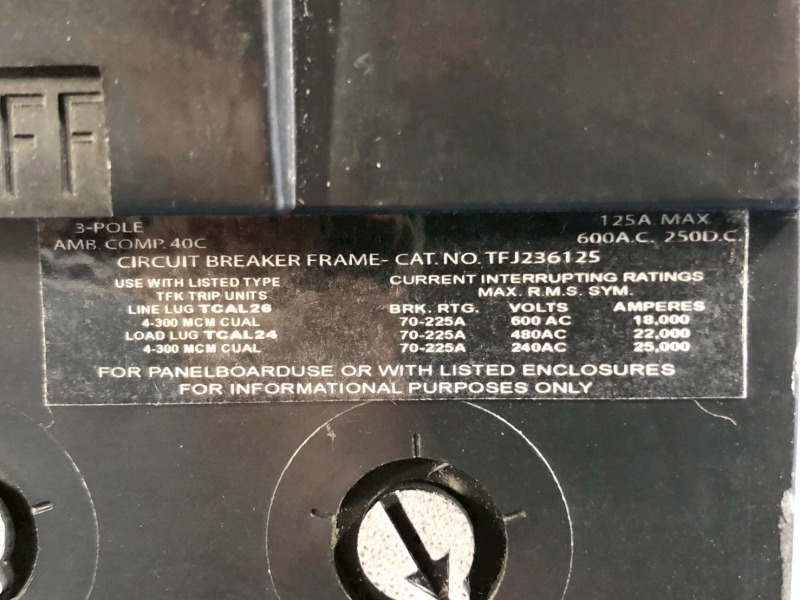 FF
3-POLE 125A. MAX
AMB. COMP. 40C 600A.C. 250D.C.
CIRCUIT BREAKER FRAME- CAT. NO. TFJ236125
USE WITH LISTED TYPE CURRENT INTERRUPTING RATINGS
TFK TRIP UNITS MAX. R.M.S. SYM.
LINE LUG TCAL26 BRK. RTG. VOLTS AMPERES
4-300 MCM CUAL 70-225A 600 AC 18,000
LOAD LUG TCAL24 70-225A 480AC 22,000
4-300 MCM CUAL 70-225A 240AC 25,000
FOR PANELBOARDUSE OR WITH LISTED ENCLOSURES
FOR INFORMATIONAL PURPOSES ONLY